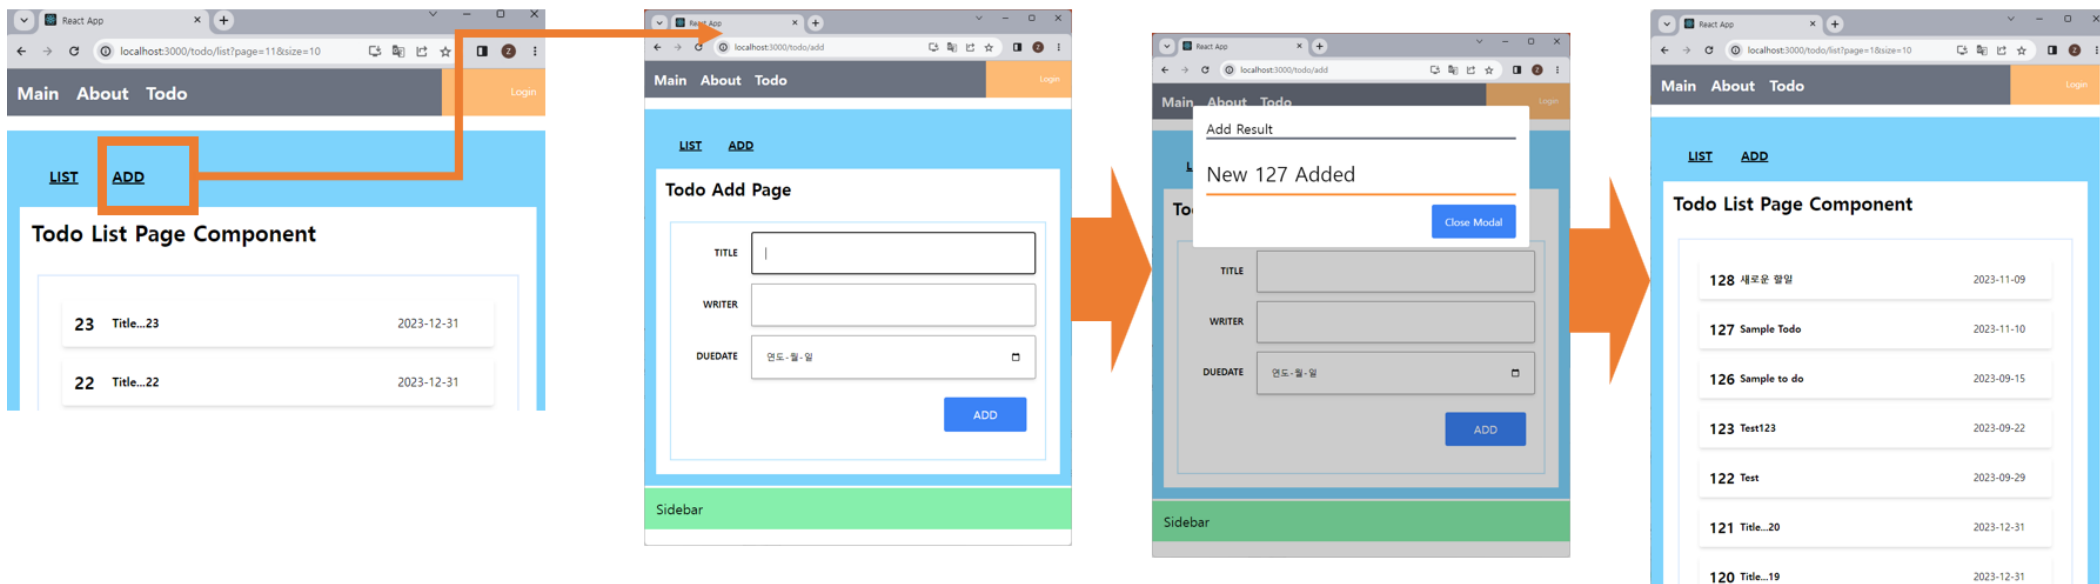 React App
localhost:3000/todo/list?page=11&size=10
Main About Todo
Login
LIST ADD
Todo List Page Component
23 Title...23 2023-12-31
22 Title...22 2023-12-31
React App
localhost:3000/todo/add
Main About Todo
Login
LIST ADD
Todo Add Page
TITLE
WRITER
DUEDATE 연도-월-일
ADD
Sidebar
React App
localhost:3000/todo/add
Main About Todo
Login
Add Result
L
New 127 Added
To
Close Modal
TITLE
WRITER
DUEDATE 연도-월-일
ADD
Sidebar
React App
localhost:3000/todo/list?page=1&size=10
Main About Todo
Login
LIST ADD
Todo List Page Component
128 새로운 할일 2023-11-09
127 Sample Todo 2023-11-10
126 Sample to do 2023-09-15
123 Test123 2023-09-22
122 Test 2023-09-29
121 Title...20 2023-12-31
120 Title...19 2023-12-31